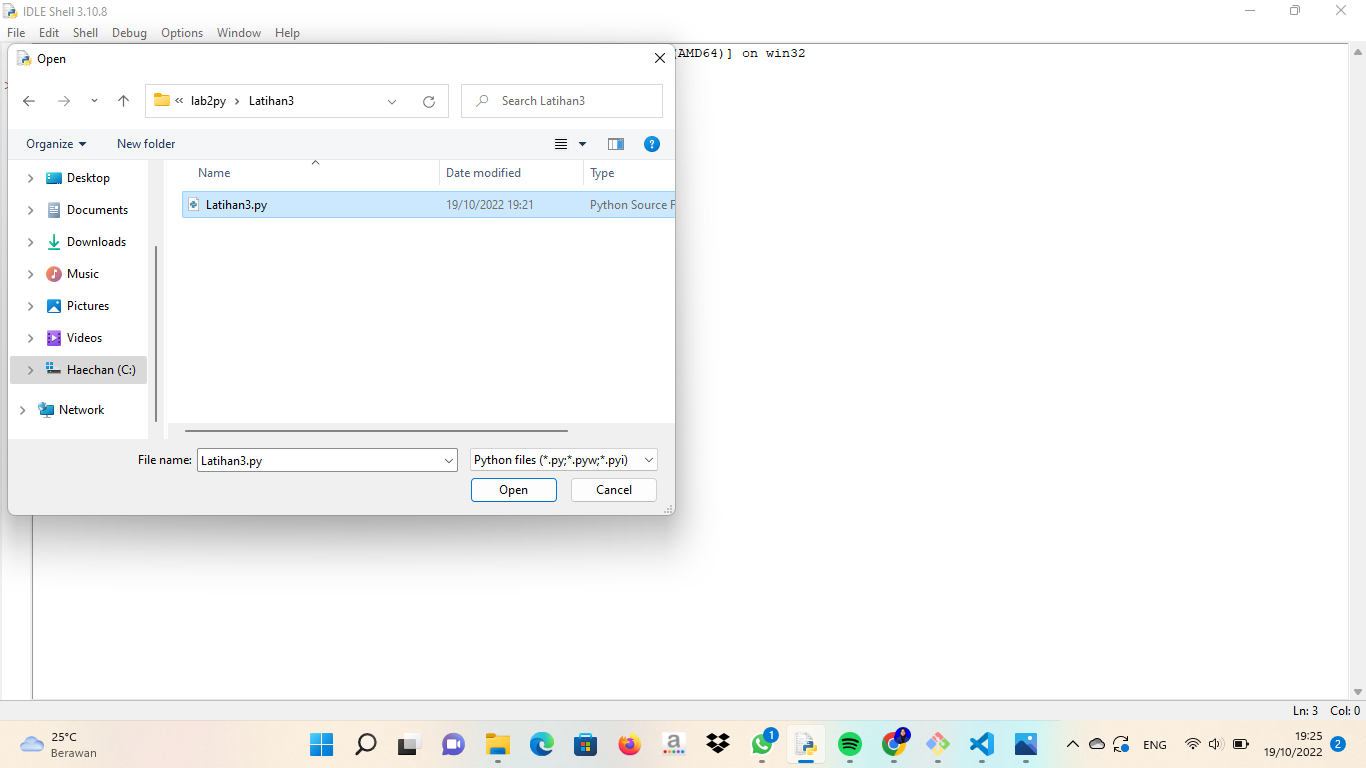 IDLE Shell 3.10.8
File Edit Shell Debug Options Window Help
AMD64)] on win32
Open
« lab2py › Latihan3
Search Latihan3
Organize New folder
Name Date modified Type
Desktop
Latihan3.py 19/10/2022 19:21 Python Source F
Documents
Downloads
Music
Pictures
Videos
Haechan (C:)
Network
File name: Latihan3.py Python files (*.py;*.pyw;*.pyi)
Open Cancel
Ln: 3 Col: 0
25°C
Berawan
1
a
ENG
19:25
19/10/2022
2